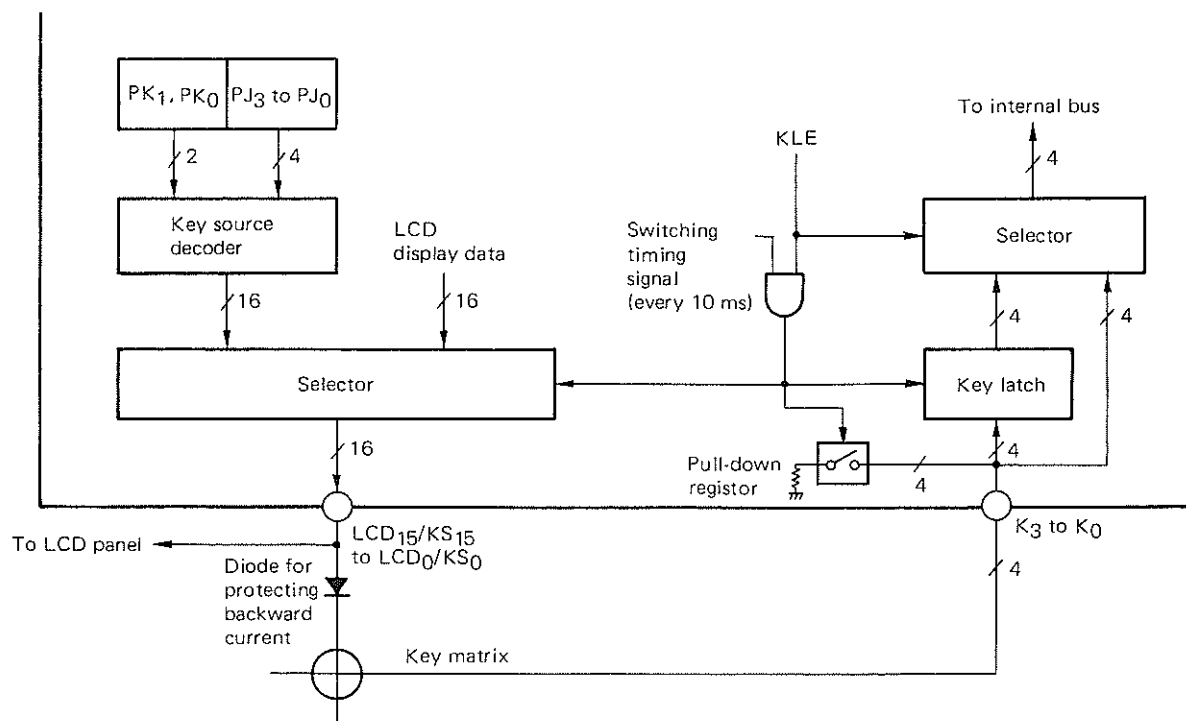 PK1, PK0
PJ3 to PJ0
2
4
Key source
decoder
LCD
display data
16
16
Selector
16
KLE
Switching
timing
signal
(every 10 ms)
To internal bus
4
Selector
4
4
Key latch
4
Pull-down
registor
4
LCD15/KS15
to LCD0/KS0
K3 to K0
To LCD panel
Diode for
protecting
backward
current
4
Key matrix